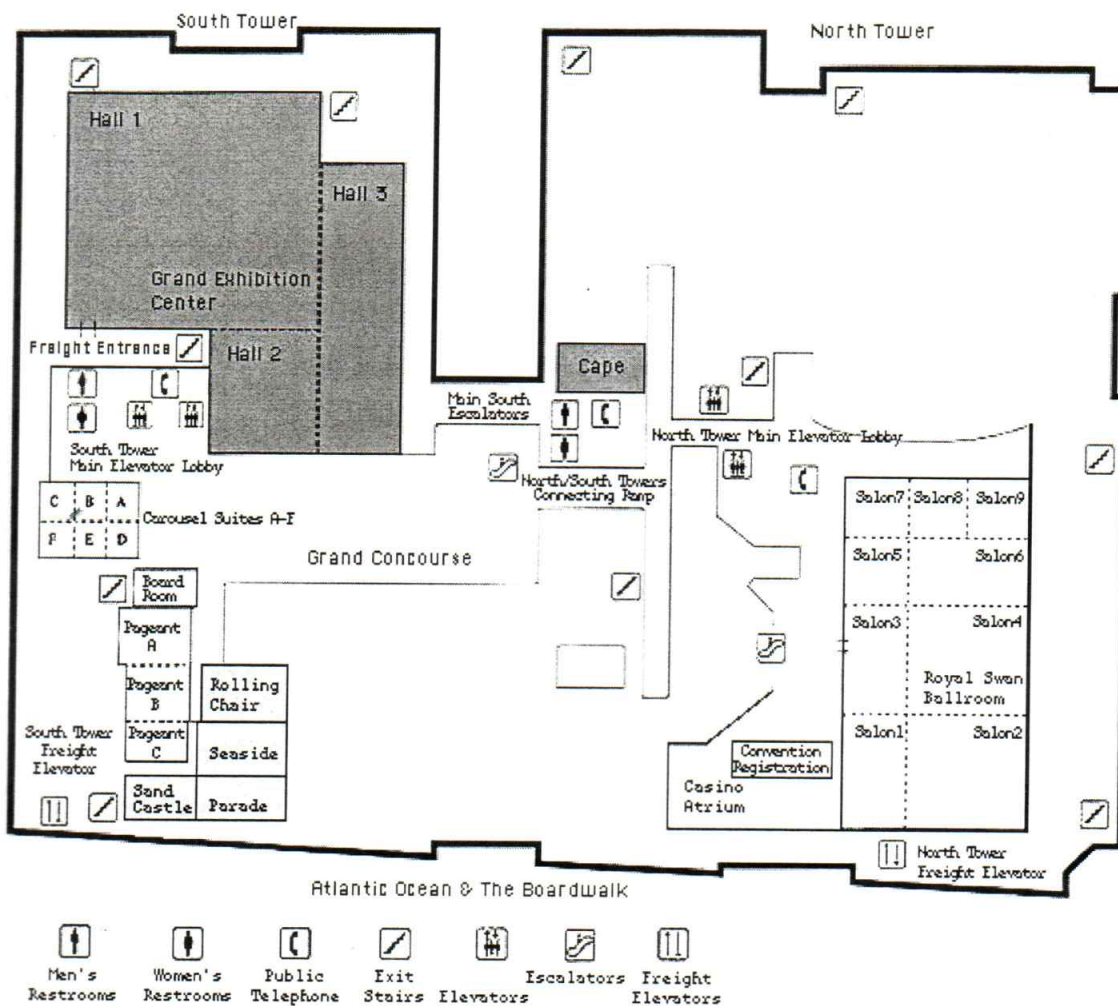 South Tower
North Tower
Hall 1
Hall 3
Grand Exhibition
Center
Freight Entrance
Hall 2
Cape
Main South
Escalators
South Tower
Main Elevator Lobby
North Tower Main Elevator Lobby
North/South Towers
Connecting Ramp
C B A
F E D
Carousel Suites A-F
Salon7 Salon8 Salon9
Salon5 Salon6
Grand Concourse
Board
Room
Pageant
A
Salon3 Salon4
Pageant
B
Rolling
Chair
Royal Swan
Ballroom
South Tower
Freight
Elevator
Pageant
C
Seaside
Salon1 Salon2
Convention
Registration
Sand
Castle
Parade
Casino
Atrium
North Tower
Freight Elevator
Atlantic Ocean & The Boardwalk
Men's
Restrooms
Women's
Restrooms
Public
Telephone
Exit
Stairs
Elevators
Escalators
Freight
Elevators